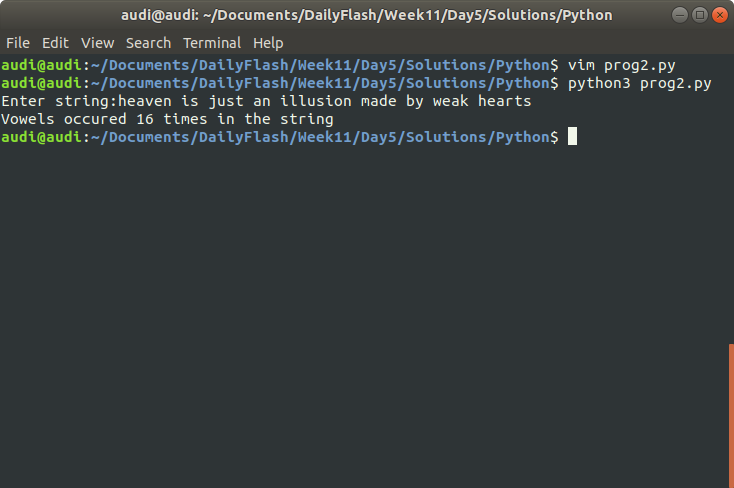 audi@audi: ~/Documents/DailyFlash/Week11/Day5/Solutions/Python
File Edit View Search Terminal Help
audi@audi:~/Documents/DailyFlash/Week11/Day5/Solutions/Python$ vim prog2.py
audi@audi:~/Documents/DailyFlash/Week11/Day5/Solutions/Python$ python3 prog2.py
Enter string:heaven is just an illusion made by weak hearts
Vowels occured 16 times in the string
audi@audi:~/Documents/DailyFlash/Week11/Day5/Solutions/Python$